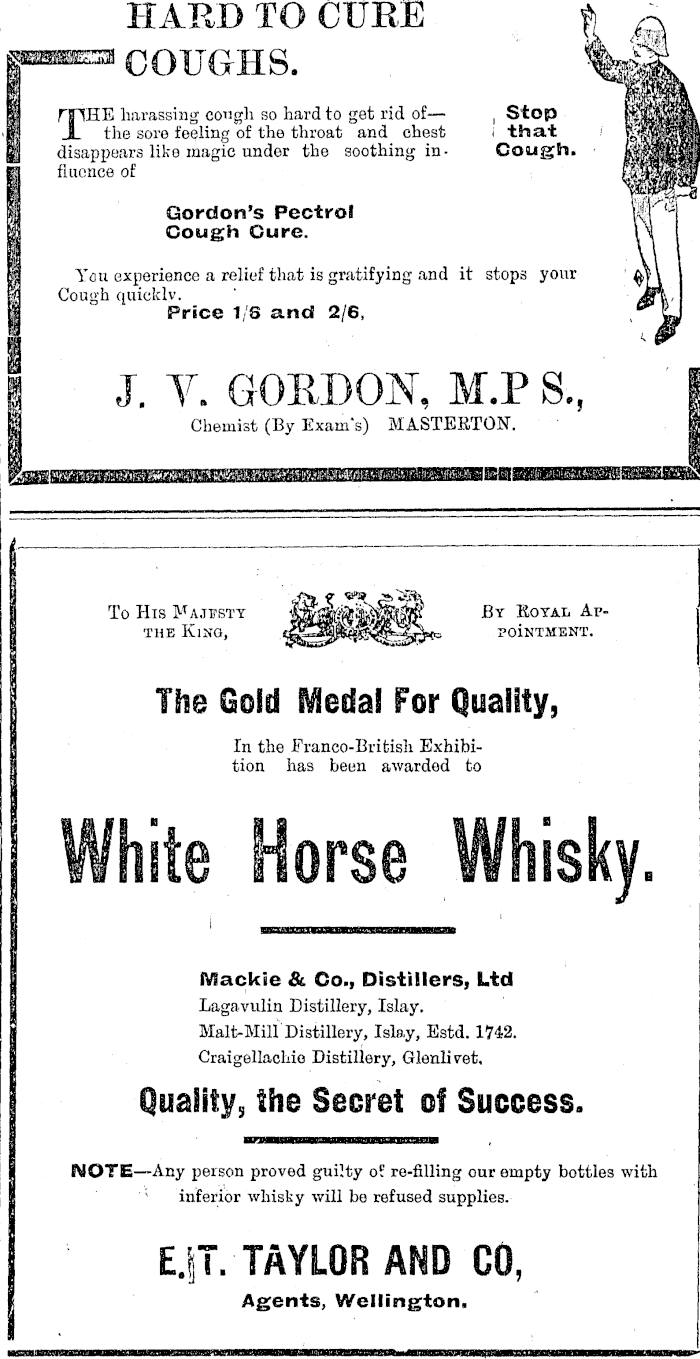 HARD TO CURE
COUGHS.
THE harassing cough so hard to get rid of—
the sore feeling of the throat and chest
disappears like magic under the soothing in-
fluence of
Stop
that
Cough.
Gordon's Pectrol
Cough Cure.
You experience a relief that is gratifying and it stops your
Cough quickly.
Price 1/6 and 2/6,
J. V. GORDON, M.P S.,
Chemist (By Exam's) MASTERTON.
To His Majesty
the King,
By Royal Ap-
pointment.
The Gold Medal For Quality,
In the Franco-British Exhibi-
tion has been awarded to
White Horse Whisky.
Mackie & Co., Distillers, Ltd
Lagavulin Distillery, Islay.
Malt-Mill Distillery, Islay, Estd. 1742.
Craigellachie Distillery, Glenlivet.
Quality, the Secret of Success.
NOTE—Any person proved guilty of re-filling our empty bottles with
inferior whisky will be refused supplies.
E. T. TAYLOR AND CO,
Agents, Wellington.